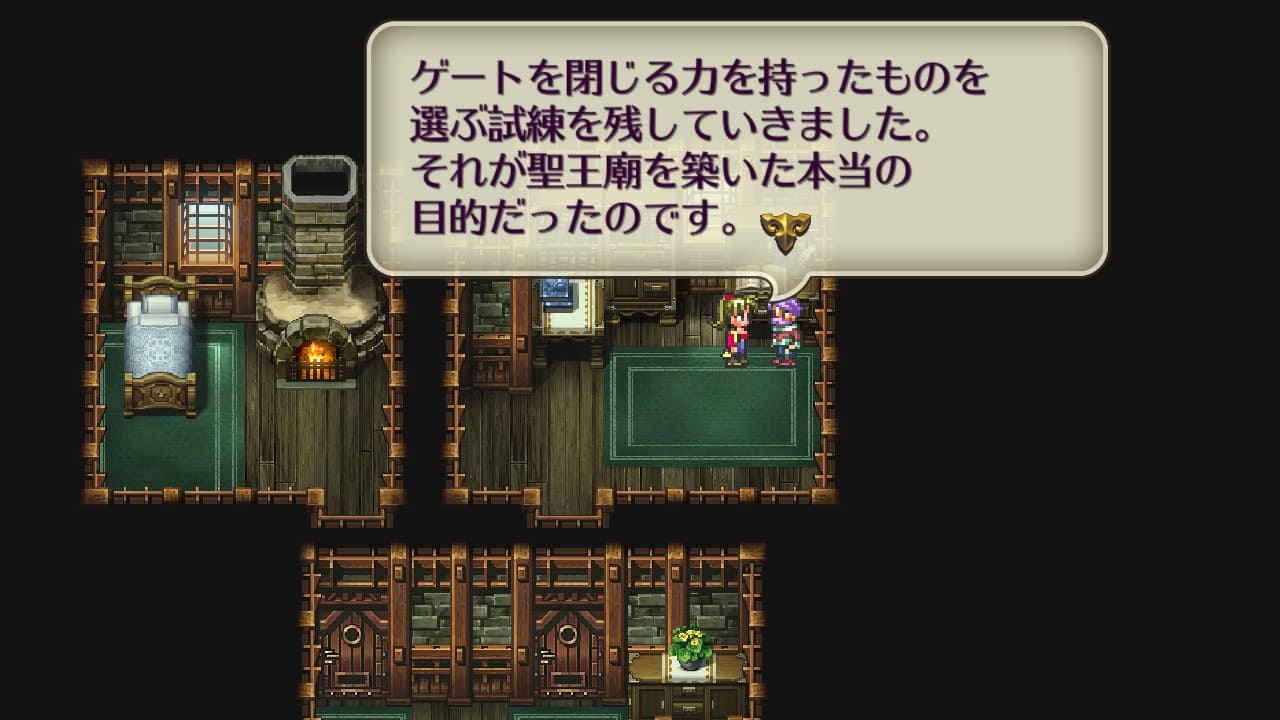 ゲートを閉じる力を持ったものを
選ぶ試練を残していきました。
それが聖王廟を築いた本当の
目的だったのです。